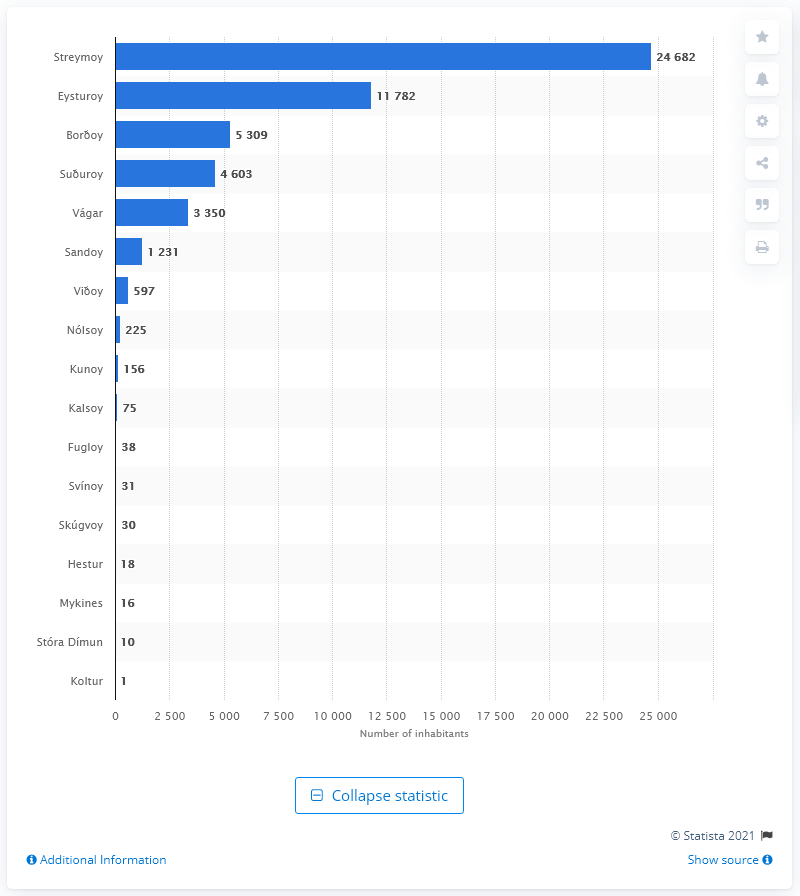 Streymoy 24 682
Eysturoy 11 782
Borðoy 5 309
Suðuroy 4 603
Vágar 3 350
Sandoy 1 231
Viðoy 597
Nólsoy 225
Kunoy 156
Kalsoy 75
Fugloy 38
Svínoy 31
Skúgvoy 30
Hestur 18
Mykines 16
Stóra Dímun 10
Koltur 1
0 2 500 5 000 7 500 10 000 12 500 15 000 17 500 20 000 22 500 25 000
Number of inhabitants
Collapse statistic
© Statista 2021
Additional Information Show source